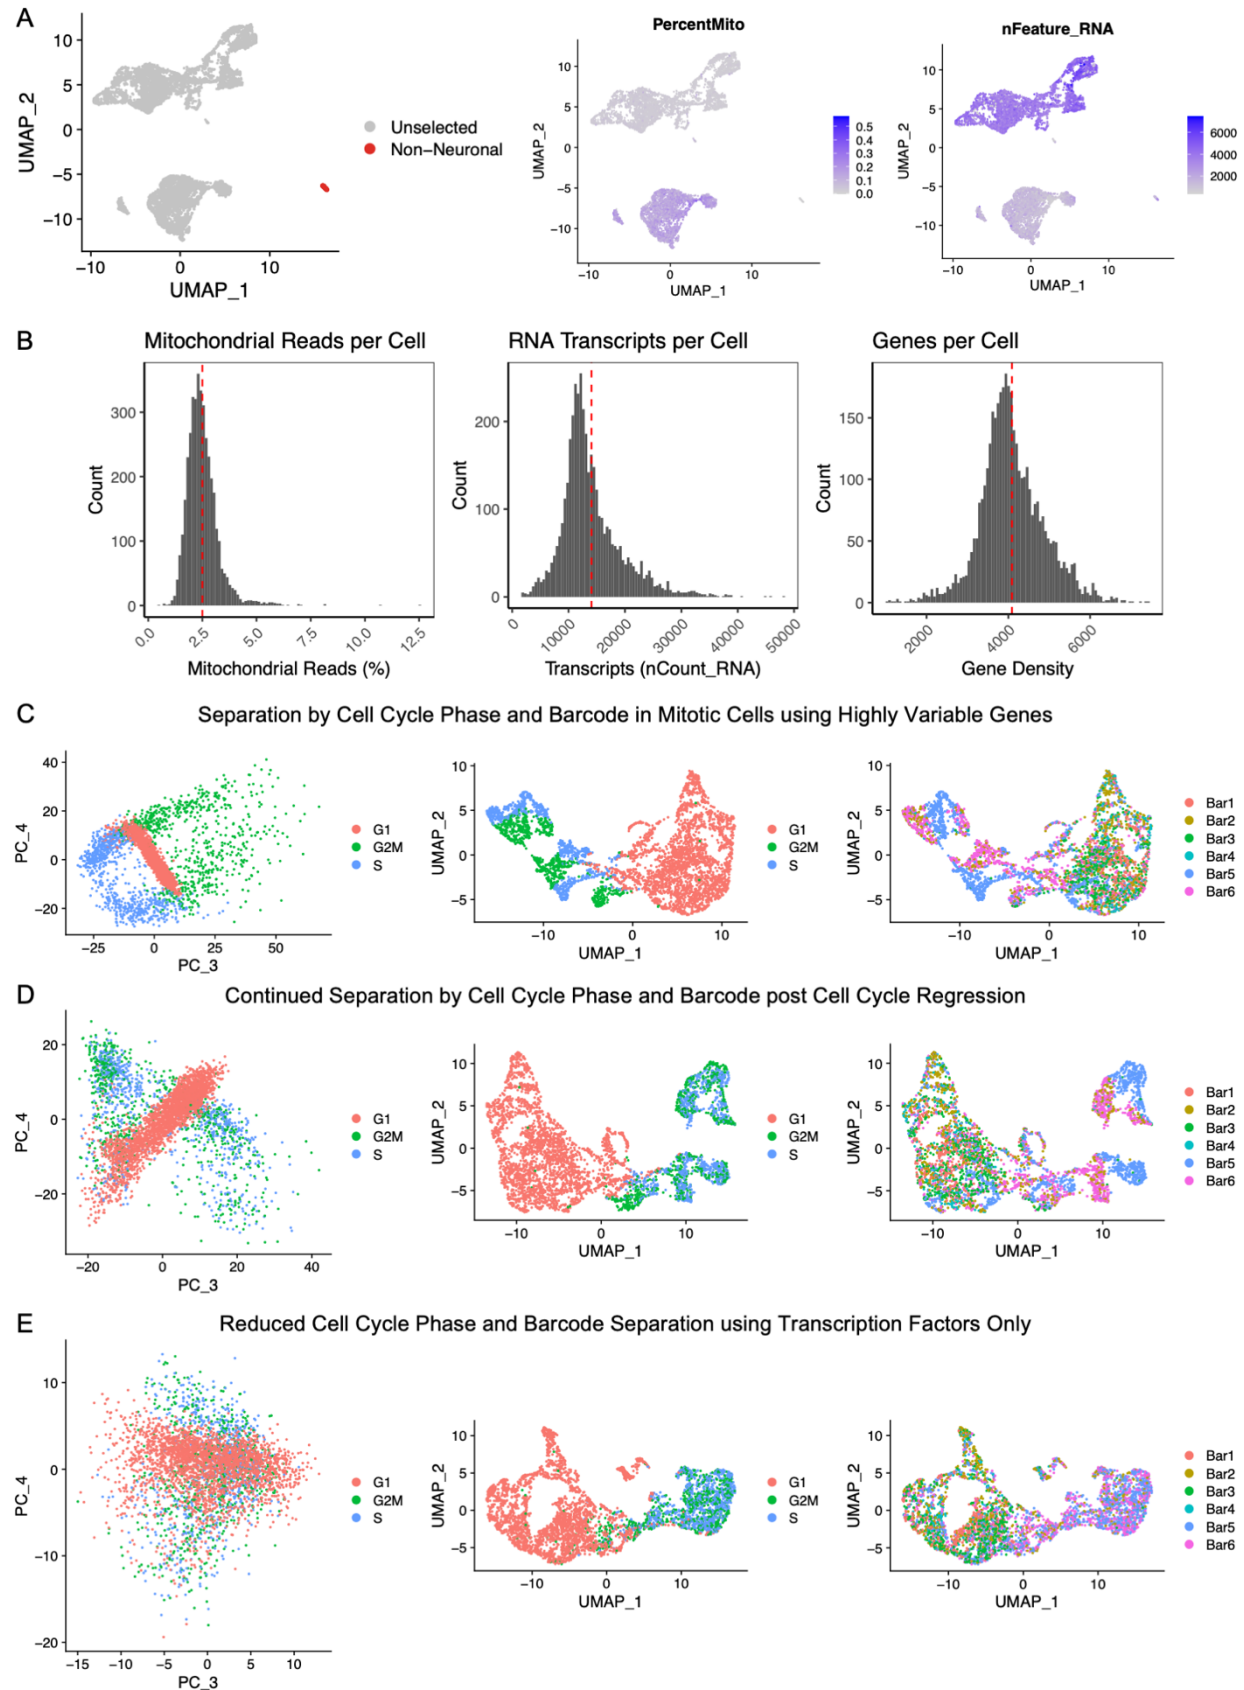 A
UMAP_2
10
5
0
−5
−10
−10
0
10
UMAP_1
Unselected
Non-Neuronal
PercentMito
UMAP_2
10
5
0
−5
−10
−10
0
10
UMAP_1
0.5
0.4
0.3
0.2
0.1
0.0
nFeature_RNA
UMAP_2
10
5
0
−5
−10
−10
0
10
UMAP_1
6000
4000
2000
B
Mitochondrial Reads per Cell
Count
300
200
100
0
0.0
2.5
5.0
7.5
10.0
12.5
Mitochondrial Reads (%)
RNA Transcripts per Cell
Count
200
100
0
0
10000
20000
30000
40000
50000
Transcripts (nCount_RNA)
Genes per Cell
Count
150
100
50
0
2000
4000
6000
Gene Density
C
Separation by Cell Cycle Phase and Barcode in Mitotic Cells using Highly Variable Genes
PC_4
40
20
0
−20
−25
0
25
50
PC_3
G1
G2M
S
UMAP_2
10
5
0
−5
−10
0
10
UMAP_1
G1
G2M
S
UMAP_2
10
5
0
−5
−10
0
10
UMAP_1
Bar1
Bar2
Bar3
Bar4
Bar5
Bar6
D
Continued Separation by Cell Cycle Phase and Barcode post Cell Cycle Regression
PC_4
20
0
−20
−20
0
20
40
PC_3
G1
G2M
S
UMAP_2
10
5
0
−5
−10
0
10
UMAP_1
G1
G2M
S
UMAP_2
10
5
0
−5
−10
0
10
UMAP_1
Bar1
Bar2
Bar3
Bar4
Bar5
Bar6
E
Reduced Cell Cycle Phase and Barcode Separation using Transcription Factors Only
PC_4
10
0
−10
−20
−15
−10
−5
0
5
10
PC_3
G1
G2M
S
UMAP_2
10
5
0
−5
−10
0
10
UMAP_1
G1
G2M
S
UMAP_2
10
5
0
−5
−10
0
10
UMAP_1
Bar1
Bar2
Bar3
Bar4
Bar5
Bar6